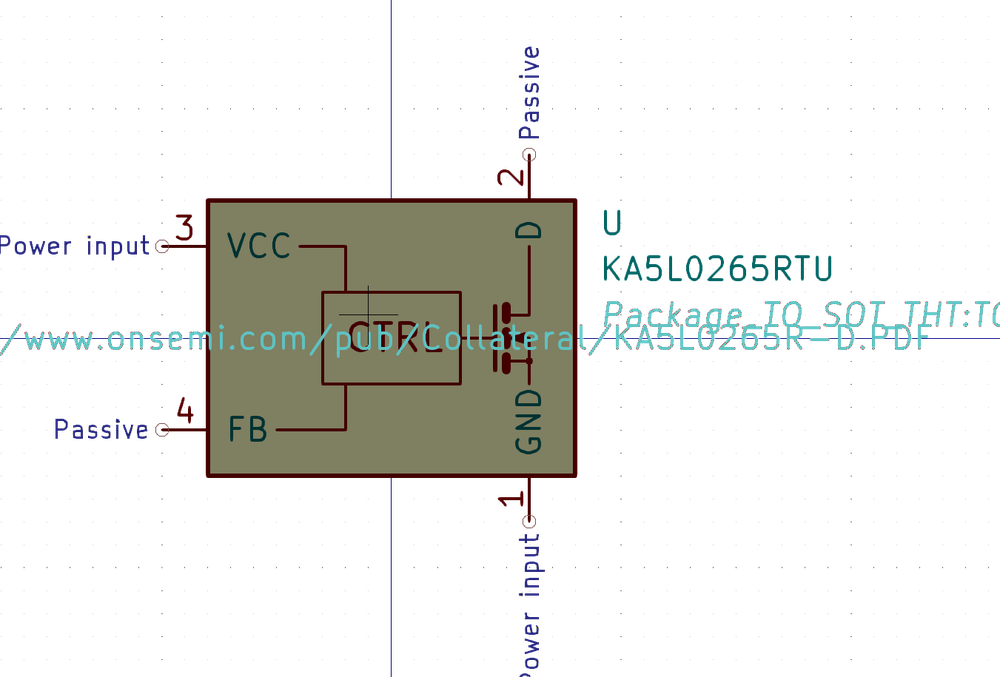 Passive
2
D
U
3
Power input
VCC
KA5L0265RTU
Package_TO_SOT_THT:TO
CTRL
/www.onsemi.com/pub/Collateral/KA5L0265R-D.PDF
4
Passive
FB
GND
1
Power input